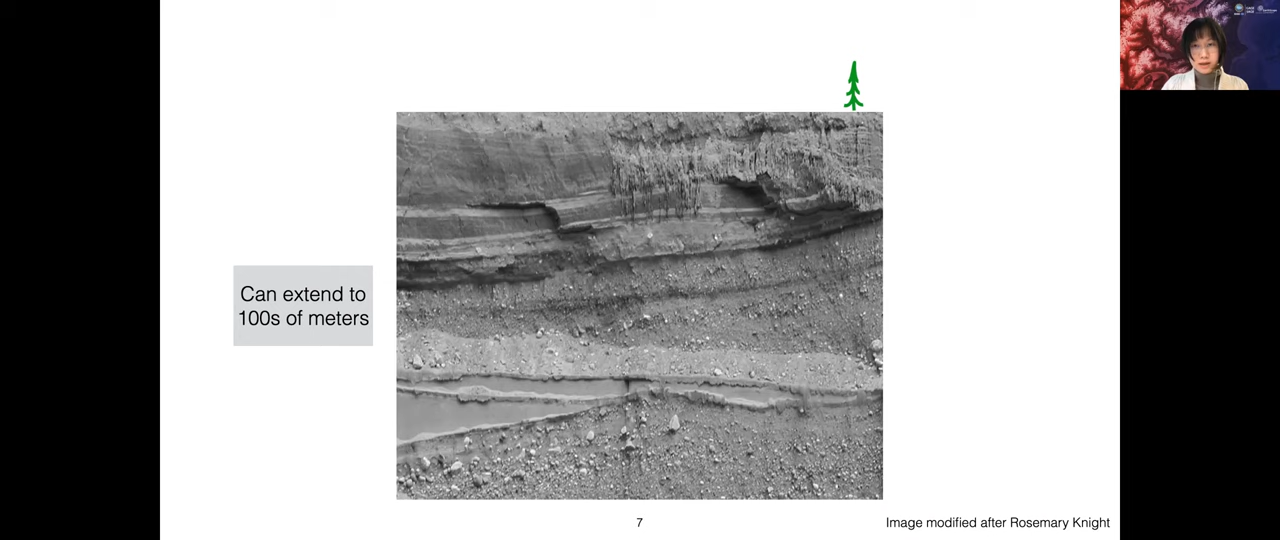 Can extend to
100s of meters
7
Image modified after Rosemary Knight